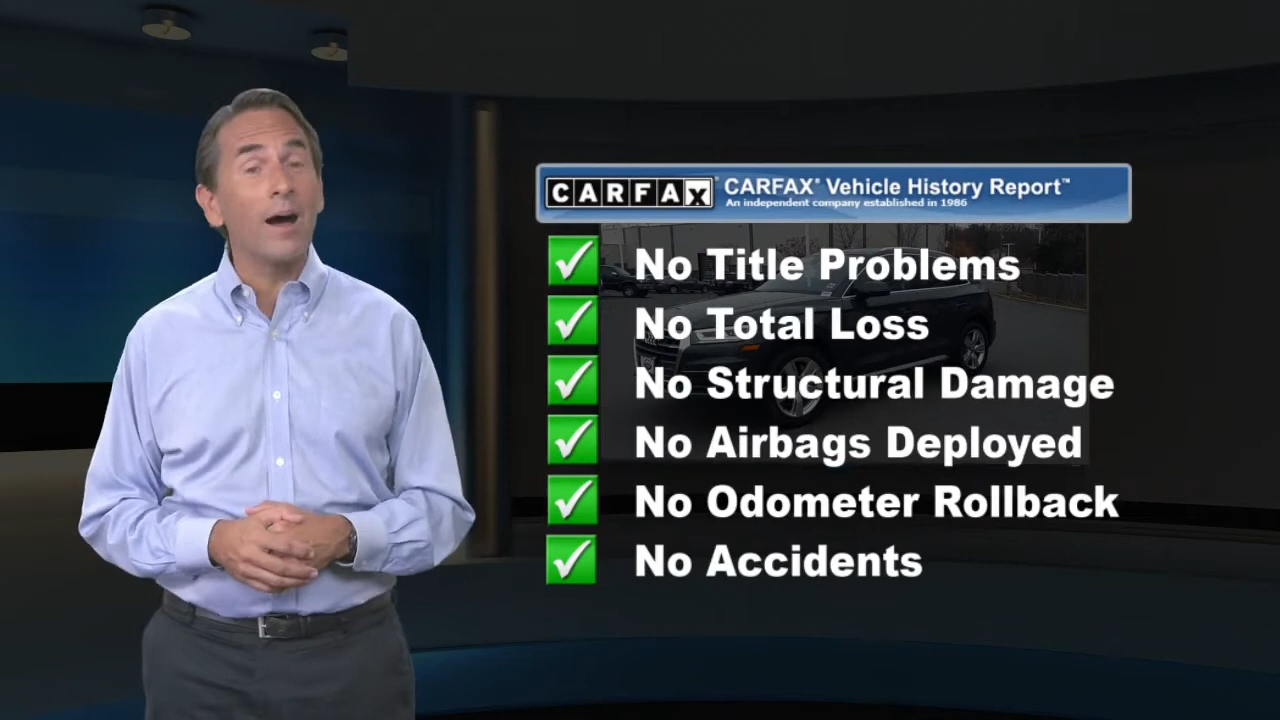 CARFAX® CARFAX® Vehicle History Report™
An independent company established in 1986
No Title Problems
No Total Loss
No Structural Damage
No Airbags Deployed
No Odometer Rollback
No Accidents